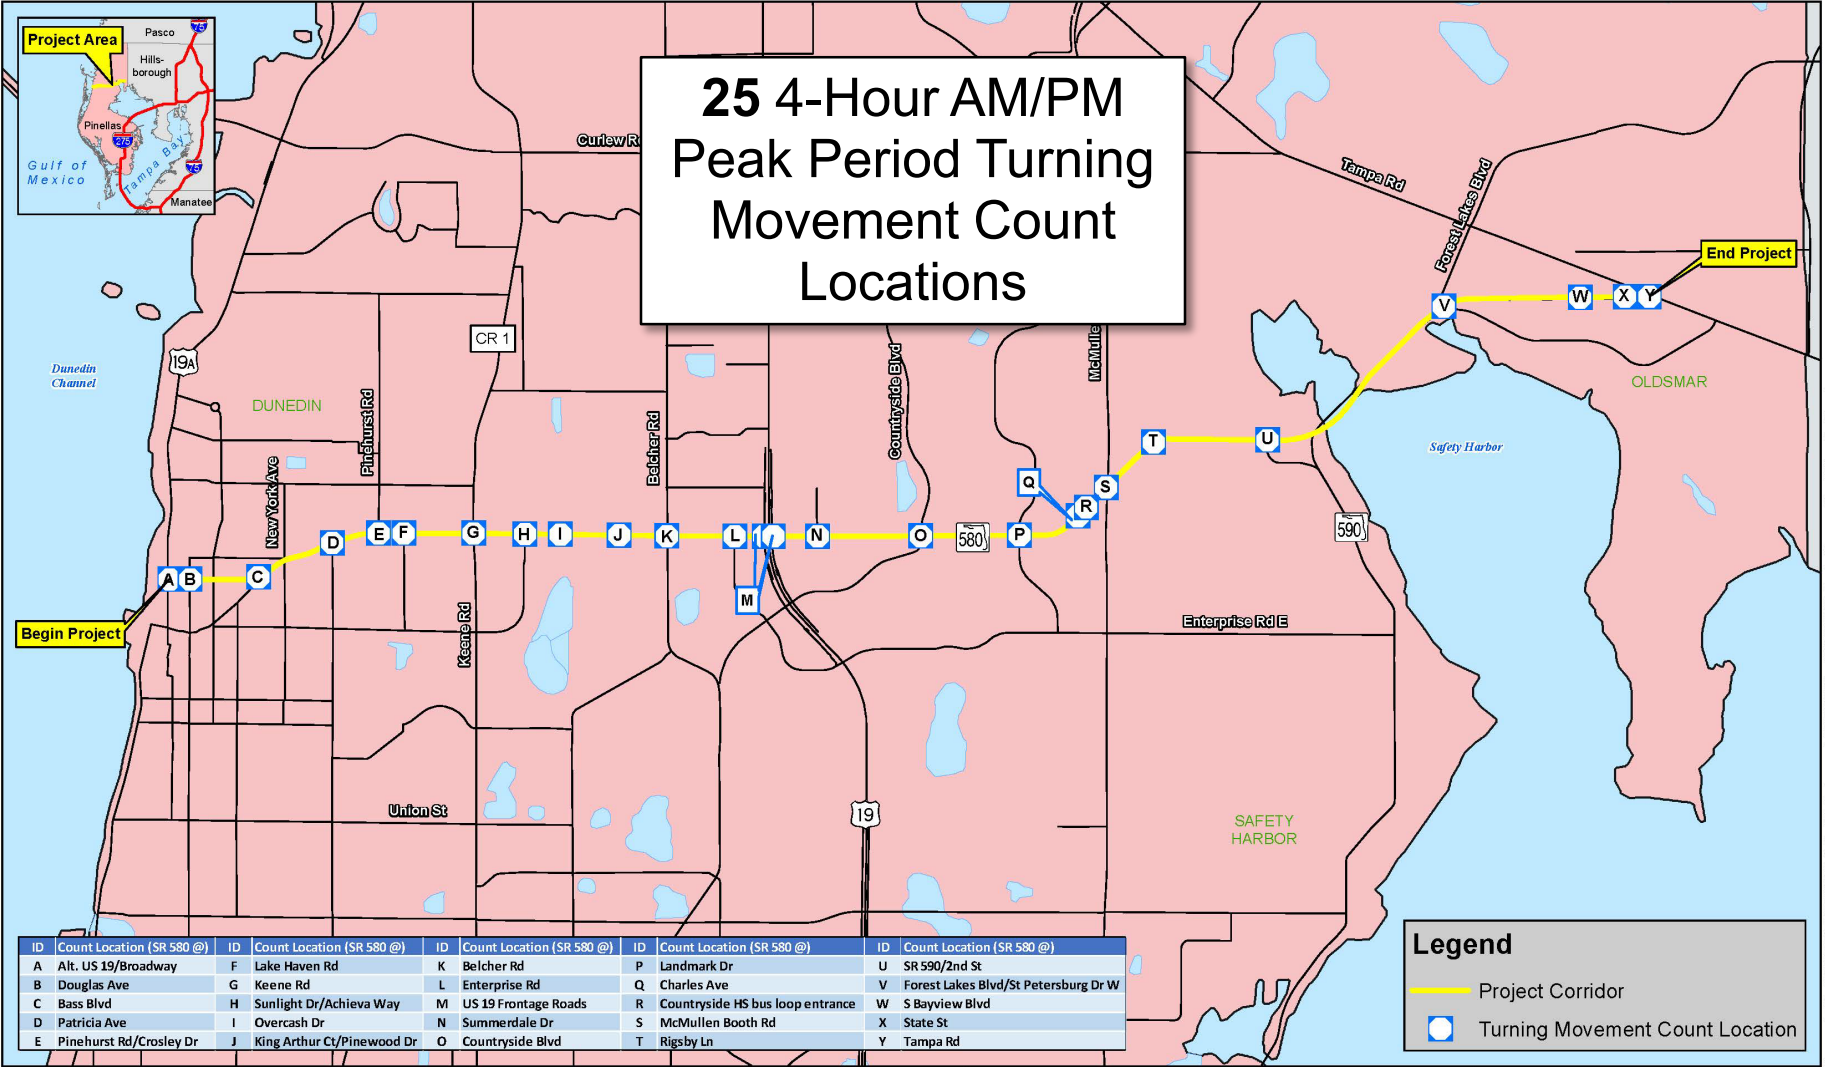 Project Area
Pasco
75
Hills-
borough
Pinellas
275
Tampa Bay
75
Gulf of
Mexico
Manatee
25 4-Hour AM/PM
Peak Period Turning
Movement Count
Locations
Curlew R
Tampa Rd
Forest Lakes Blvd
End Project
V
W
X
Y
CR 1
19A
Dunedin
Channel
DUNEDIN
Pinehurst Rd
New York Ave
Belcher Rd
Countryside Blvd
McMulle
OLDSMAR
Safety Harbor
T
U
Q
S
R
A
B
C
D
E
F
G
H
I
J
K
L
N
O
580
P
590
M
Begin Project
Keene Rd
Enterprise Rd E
Union St
19
SAFETY
HARBOR
ID Count Location (SR 580 @) ID Count Location (SR 580 @) ID Count Location (SR 580 @) ID Count Location (SR 580 @) ID Count Location (SR 580 @)
A Alt. US 19/Broadway F Lake Haven Rd K Belcher Rd P Landmark Dr U SR 590/2nd St
B Douglas Ave G Keene Rd L Enterprise Rd Q Charles Ave V Forest Lakes Blvd/St Petersburg Dr W
C Bass Blvd H Sunlight Dr/Achieva Way M US 19 Frontage Roads R Countryside HS bus loop entrance W S Bayview Blvd
D Patricia Ave I Overcash Dr N Summerdale Dr S McMullen Booth Rd X State St
E Pinehurst Rd/Crosley Dr J King Arthur Ct/Pinewood Dr O Countryside Blvd T Rigsby Ln Y Tampa Rd
Legend
Project Corridor
Turning Movement Count Location